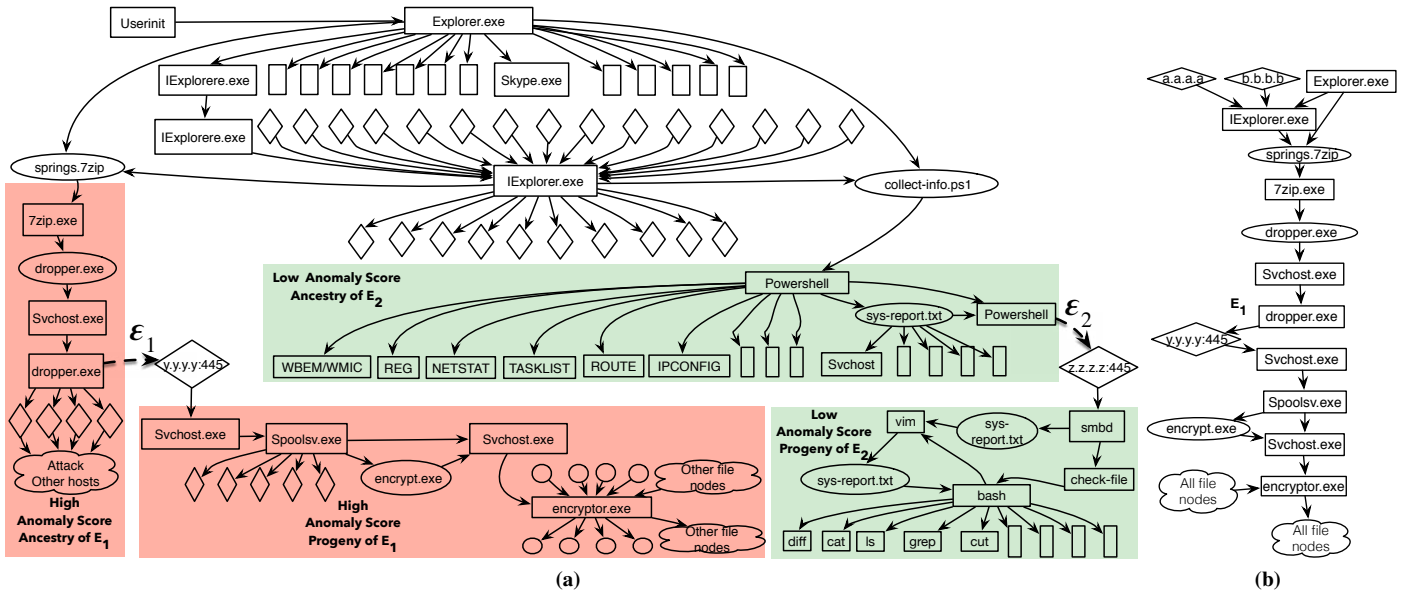 Userinit
Explorer.exe
IExplorere.exe
Skype.exe
IExplorere.exe
springs.7zip
IExplorer.exe
collect-info.ps1
7zip.exe
dropper.exe
Svchost.exe
dropper.exe
ε1
y.y.y.y:445
Attack
Other hosts
High
Anomaly Score
Ancestry of E1
Low Anomaly Score
Ancestry of E2
Powershell
sys-report.txt
Powershell
ε2
WBEM/WMIC
REG
NETSTAT
TASKLIST
ROUTE
IPCONFIG
Svchost
z.z.z.z:445
Svchost.exe
Spoolsv.exe
Svchost.exe
encrypt.exe
Other file
nodes
encryptor.exe
Other file
nodes
High
Anomaly Score
Progeny of E1
Low
Anomaly Score
Progeny of E2
vim
sys-
report.txt
smbd
sys-report.txt
check-file
bash
diff
cat
ls
grep
cut
(a)
a.a.a.a
b.b.b.b
Explorer.exe
IExplorer.exe
springs.7zip
7zip.exe
dropper.exe
Svchost.exe
E1
dropper.exe
y.y.y.y:445
Svchost.exe
Spoolsv.exe
encrypt.exe
Svchost.exe
All file
nodes
encryptor.exe
All file
nodes
(b)